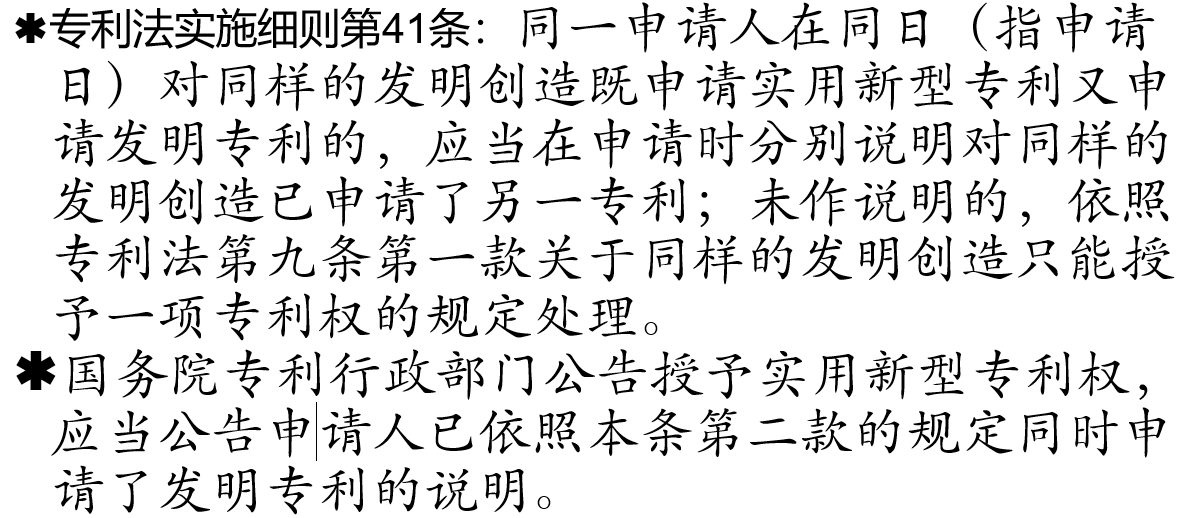 ✱专利法实施细则第41条：同一申请人在同日（指申请
日）对同样的发明创造既申请实用新型专利又申
请发明专利的，应当在申请时分别说明对同样的
发明创造已申请了另一专利；未作说明的，依照
专利法第九条第一款关于同样的发明创造只能授
予一项专利权的规定处理。
✱国务院专利行政部门公告授予实用新型专利权，
应当公告申请人已依照本条第二款的规定同时申
请了发明专利的说明。